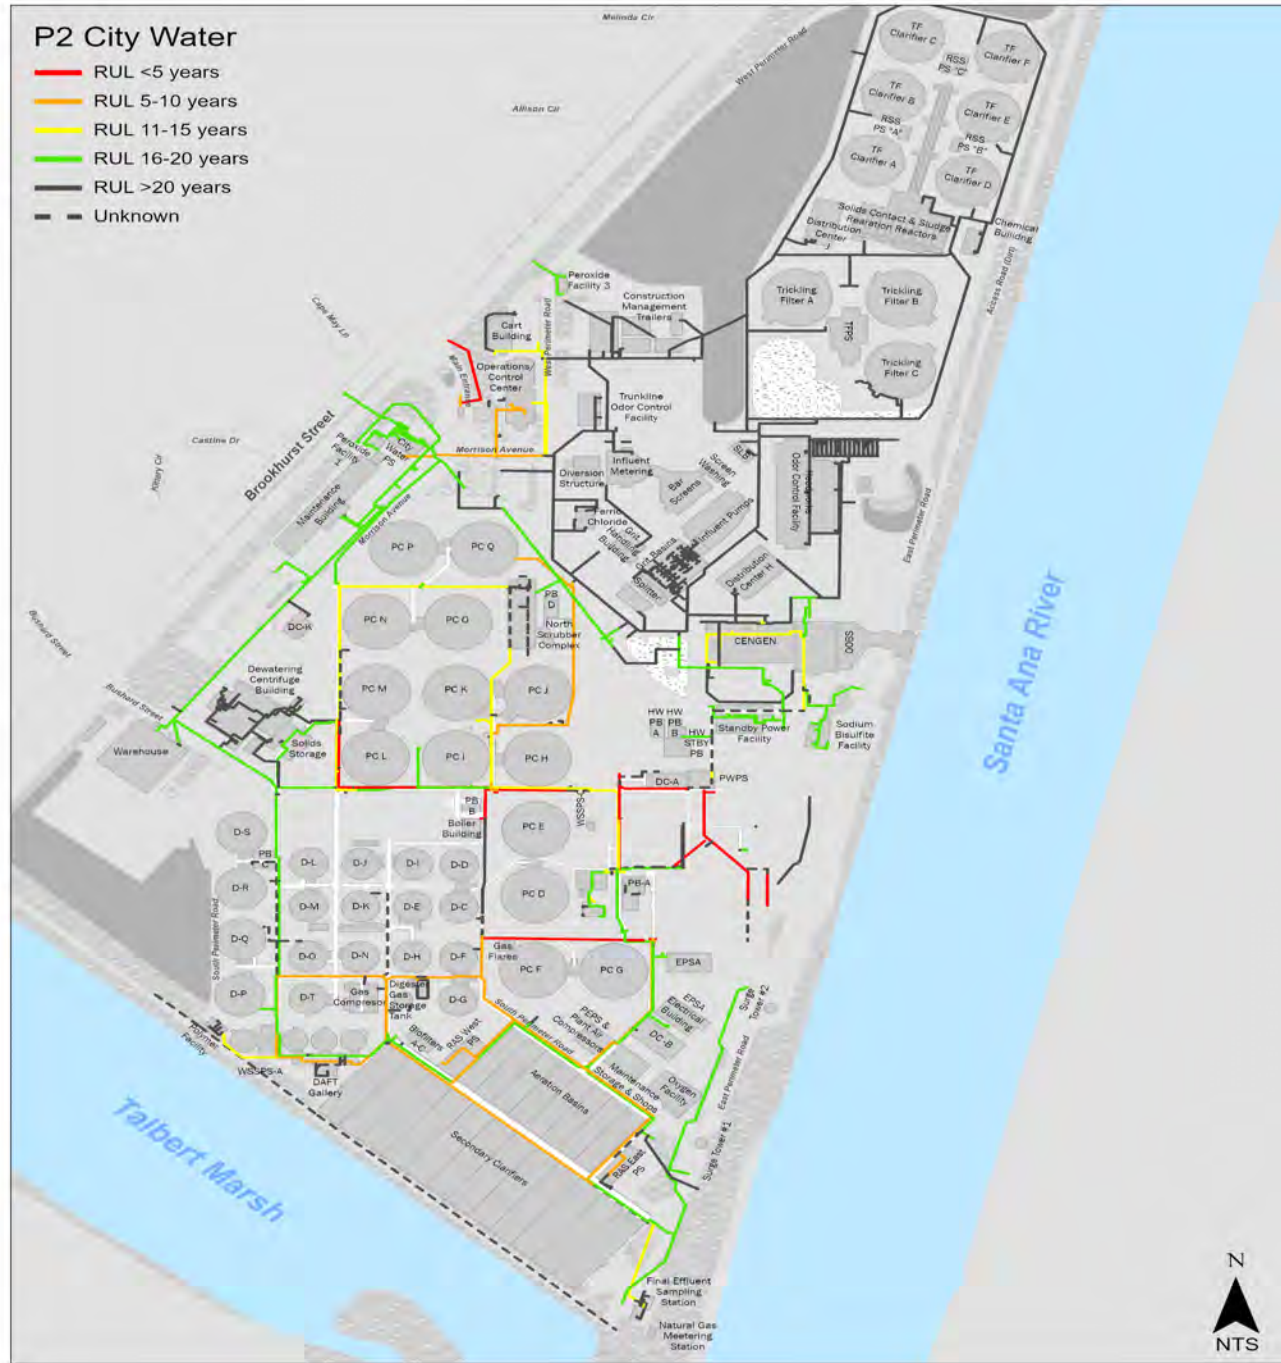 P2 City Water
RUL <5 years
RUL 5-10 years
RUL 11-15 years
RUL 16-20 years
RUL >20 years
Unknown
Melinda Cir
West Perimeter Road
TF
Clarifier C
TF
Clarifier F
RSS
PS "C"
TF
Clarifier B
TF
Clarifier E
RSS
PS "A"
RSS
PS "B"
TF
Clarifier A
TF
Clarifier D
Allison Cir
Solids Contact & Sludge
Rearation Reactors
Distribution
Center
J
Chemical
Building
Access Road (Dirt)
Peroxide
Facility 3
Construction
Management
Trailers
Trickling
Filter A
Trickling
Filter B
TFPS
Trickling
Filter C
Cape May Ln
Cart
Building
West Perimeter Road
Main Entrance
Operations/
Control
Center
Trunkline
Odor Control
Facility
Brookhurst Street
Castine Dr
Kittery Cir
Peroxide
Facility
City
Water
PS
Morrison Avenue
Maintenance
Building
Morrison Avenue
Diversion
Structure
Influent
Metering
Screen
Washing
SLB
Bar
Screens
Headworks
Odor Control Facility
Influent Pumps
Ferric
Chloride
Grit
Handling
Building
Grit Basins
Splitter
Distribution
Center H
East Perimeter Road
PC P
PC Q
PB
D
North
Scrubber
Complex
PC N
PC O
DC-K
CENGEN
Bushard Street
Dewatering
Centrifuge
Building
PC M
PC K
PC J
Bushard Street
Warehouse
Solids
Storage
PC L
PC I
PC H
HW
PB
A
HW
PB
B
HW
STBY
PB
Standby Power
Facility
Sodium
Bisulfite
Facility
Santa Ana River
DC-A
PWPS
PB
B
Boiler
Building
WSSPS-
PC E
D-S
PB
C
D-L
D-J
D-I
D-D
D-R
PC D
PB-A
D-M
D-K
D-E
D-C
South Perimeter Road
D-Q
D-O
D-N
D-H
D-F
Gas
Flares
PC F
PC G
EPSA
D-P
D-T
Gas
Compressor
Digester
Gas
Storage
Tank
D-G
South Perimeter Road
PEPS &
Plant Air
Compressors
EPSA
Electrical
Building
DC-B
Surge
Tower #2
Polymer
Facility
WSSPS-A
DAFT
Gallery
Biofilters
A-C
RAS West
PS
Aeration Basins
Maintenance
Storage & Shops
Oxygen
Facility
East Perimeter Road
Surge Tower #1
Secondary Clarifiers
RAS East
PS
Talbert Marsh
Final Effluent
Sampling
Station
Natural Gas
Meetering
Station
N
NTS